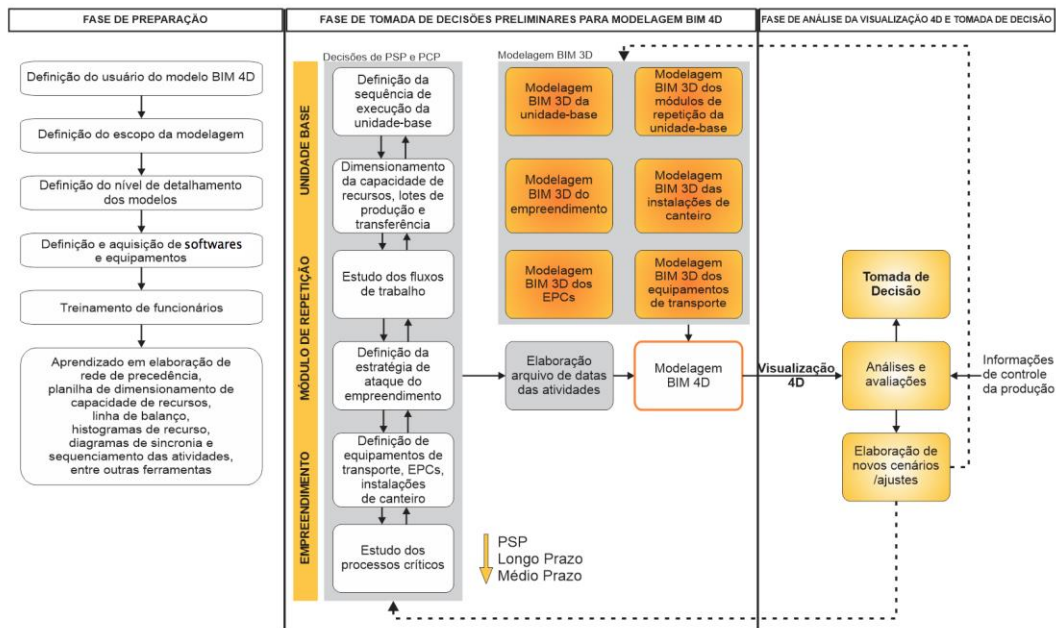 FASE DE PREPARAÇÃO
FASE DE TOMADA DE DECISÕES PRELIMINARES PARA MODELAGEM BIM 4D
FASE DE ANÁLISE DA VISUALIZAÇÃO 4D E TOMADA DE DECISÃO
Definição do usuário do modelo BIM 4D
Definição do escopo da modelagem
Definição do nível de detalhamento
dos modelos
Definição e aquisição de softwares
e equipamentos
Treinamento de funcionários
Aprendizado em elaboração de
rede de precedência,
planilha de dimensionamento de
capacidade de recursos,
linha de balanço,
histogramas de recurso,
diagramas de sincronia e
sequenciamento das atividades,
entre outras ferramentas
UNIDADE BASE
MÓDULO DE REPETIÇÃO
EMPREENDIMENTO
Decisões de PSP e PCP
Definição da
sequência de
execução da
unidade-base
Dimensionamento
da capacidade de
recursos, lotes de
produção e
transferência
Estudo dos fluxos
de trabalho
Definição da
estratégia de
ataque do
empreendimento
Definição de
equipamentos de
transporte, EPCs,
instalações
de canteiro
Estudo dos
processos críticos
Modelagem BIM 3D
Modelagem
BIM 3D da
unidade-base
Modelagem
BIM 3D dos
módulos de
repetição da
unidade-base
Modelagem
BIM 3D do
empreendimento
Modelagem
BIM 3D das
instalações de
canteiro
Modelagem
BIM 3D dos
EPCs
Modelagem
BIM 3D dos
equipamentos
de transporte
Elaboração
arquivo de datas
das atividades
Modelagem
BIM 4D
PSP
Longo Prazo
Médio Prazo
Visualização
4D
Tomada de
Decisão
Análises e
avaliações
Elaboração de
novos cenários
/ajustes
Informações
de controle
da produção